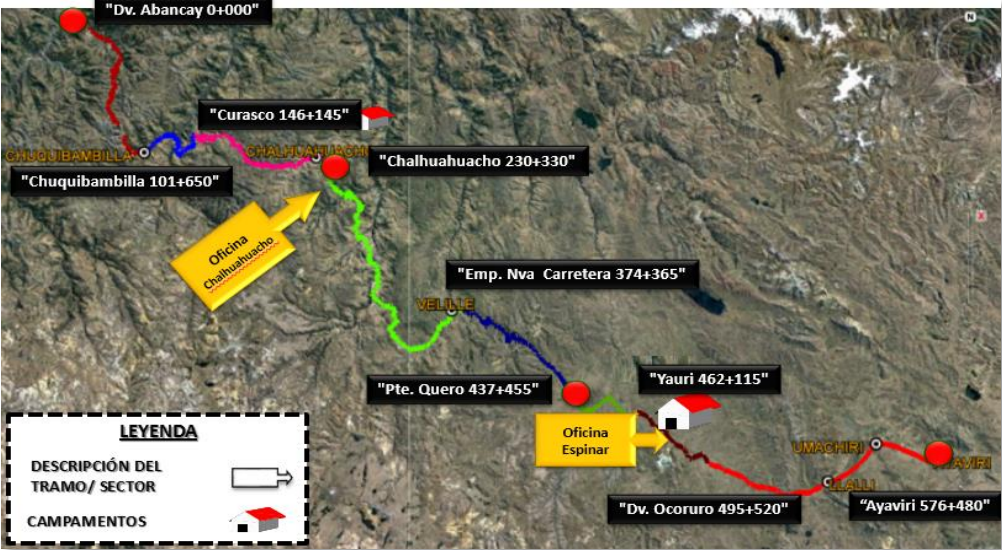 "Dv. Abancay 0+000"
"Curasco 146+145"
CHUQUIBAMBILLA
CHALHUAHUACHO
"Chalhuahuacho 230+330"
"Chuquibambilla 101+650"
Oficina
Chalhuahuacho
"Emp. Nva Carretera 374+365"
VELILLE
"Pte. Quero 437+455"
"Yauri 462+115"
Oficina
Espinar
UMACHIRI
LLALLI
"Dv. Ocoruro 495+520"
“Ayaviri 576+480"
LEYENDA
DESCRIPCIÓN DEL
TRAMO/ SECTOR
CAMPAMENTOS
N
X